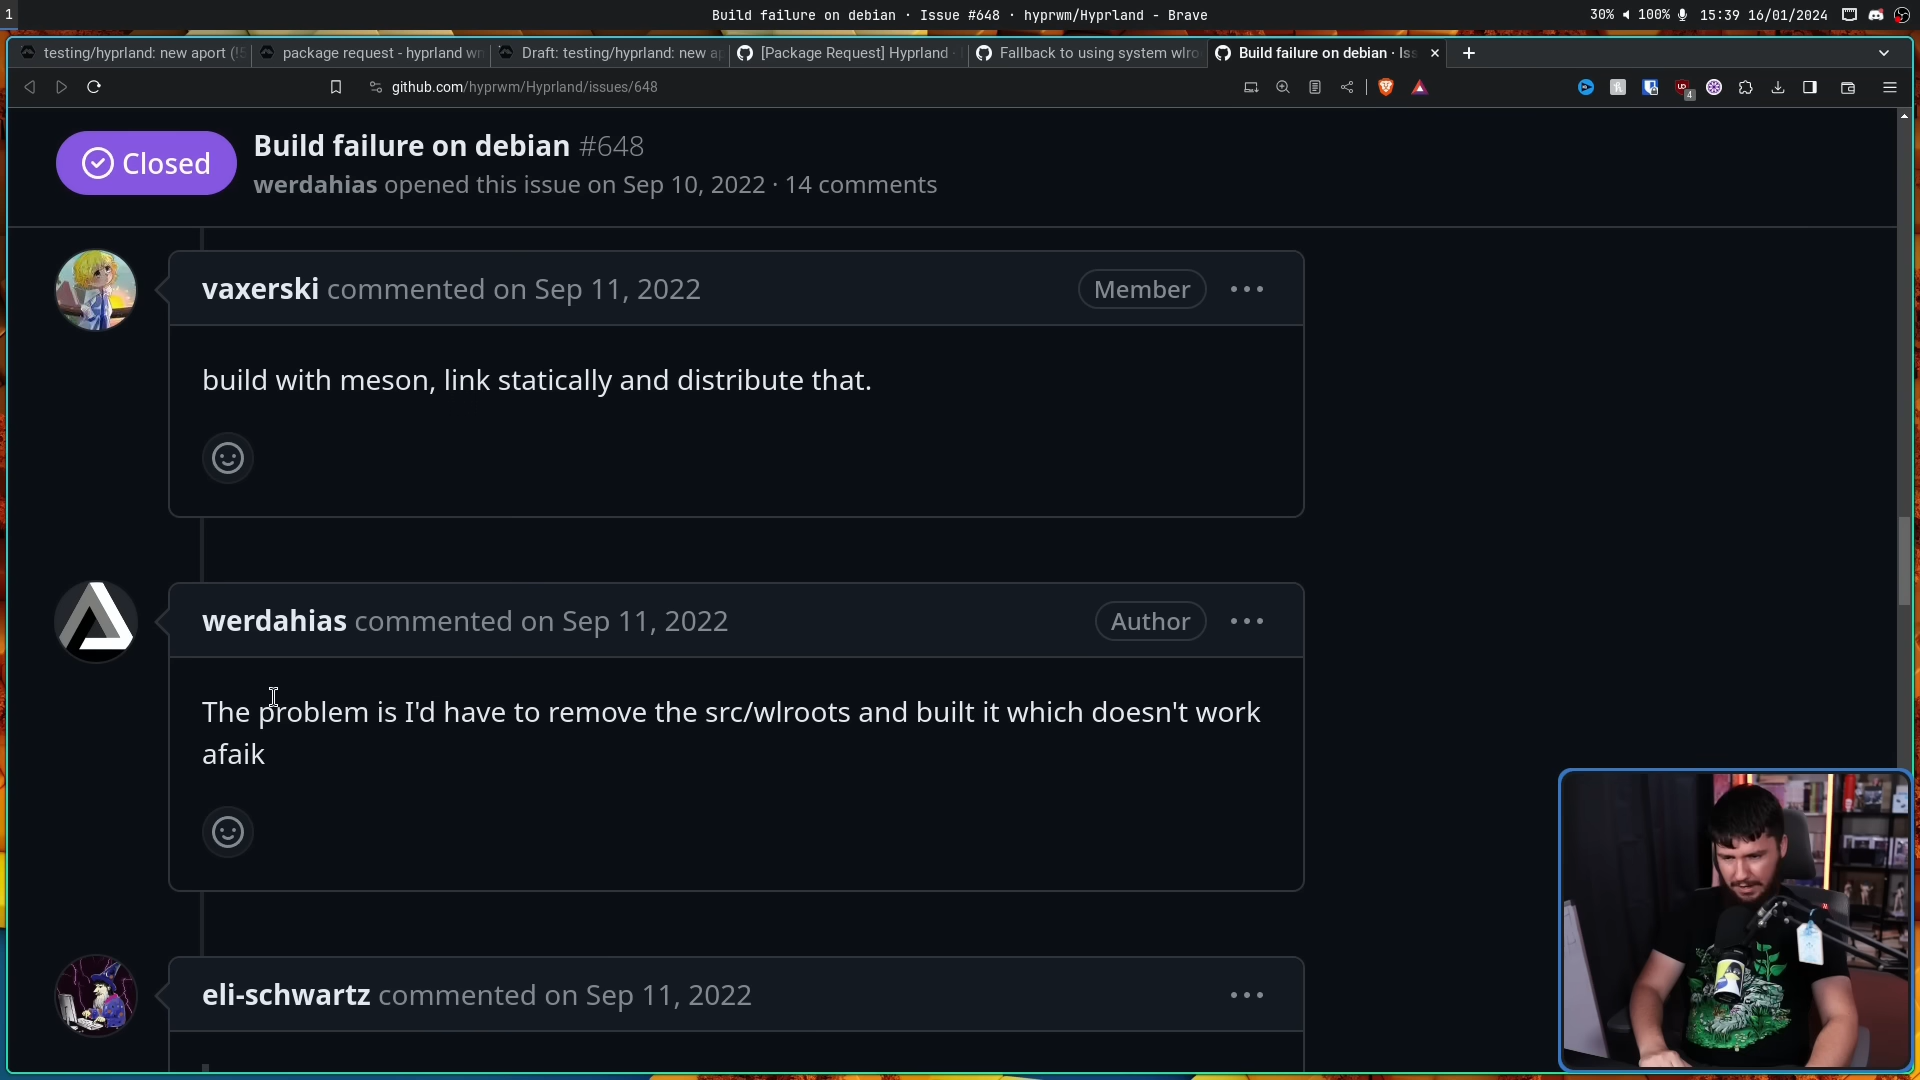 1
Build failure on debian · Issue #648 · hyprwm/Hyprland - Brave
30% 100% 15:39 16/01/2024
testing/hyprland: new aport (!5
package request - hyprland wr
Draft: testing/hyprland: new ap
[Package Request] Hyprland ·
Fallback to using system wlro
Build failure on debian · Iss
github.com/hyprwm/Hyprland/issues/648
4
Closed
Build failure on debian #648
werdahias opened this issue on Sep 10, 2022 · 14 comments
vaxerski commented on Sep 11, 2022
Member
build with meson, link statically and distribute that.
werdahias commented on Sep 11, 2022
Author
The problem is I'd have to remove the src/wlroots and built it which doesn't work
afaik
eli-schwartz commented on Sep 11, 2022